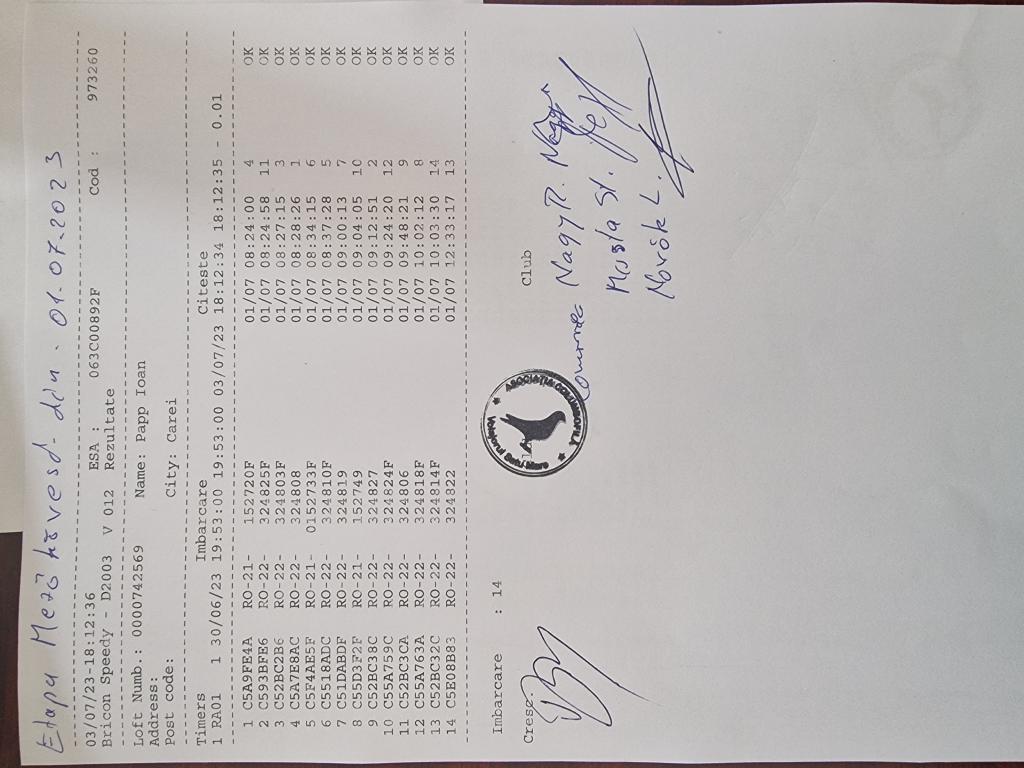 Etapa Mezőkövesd din. 01.07.2023
03/07/23-18:12:36 ESA : 063C00892F Cod : 973260
Bricon Speedy - D2003 V 012 Rezultate
Loft Numb.: 0000742569 Name: Papp Ioan
Address:
Post code: City: Carei
Timers Imbarcare Citeste
1 RA01 1 30/06/23 19:53:00 19:53:00 03/07/23 18:12:34 18:12:35 - 0.01
1 C5A9FE4A RO-21- 152720F 01/07 08:24:00 4 OK
2 C593BFE6 RO-22- 324825F 01/07 08:24:58 11 OK
3 C52BC2B6 RO-22- 324803F 01/07 08:27:15 3 OK
4 C5A7E8AC RO-22- 324808 01/07 08:28:26 1 OK
5 C5F4AE5F RO-21- 0152733F 01/07 08:34:15 6 OK
6 C5518ADC RO-22- 324810F 01/07 08:37:28 5 OK
7 C51DABDF RO-22- 324819 01/07 09:00:13 7 OK
8 C55D3F2F RO-21- 152749 01/07 09:04:05 10 OK
9 C52BC38C RO-22- 324827 01/07 09:12:51 2 OK
10 C55A759C RO-22- 324824F 01/07 09:24:20 12 OK
11 C52BC3CA RO-22- 324806 01/07 09:48:21 9 OK
12 C55A763A RO-22- 324818F 01/07 10:02:12 8 OK
13 C52BC32C RO-22- 324814F 01/07 10:03:30 14 OK
14 C5E08B83 RO-22- 324822 01/07 12:33:17 13 OK
Imbarcare : 14
Club
ASOCIAȚIA COLUMBOFILĂ
Voiajorul Satu Mare
Nagy R. Nagy
Musta St.
Novák L.